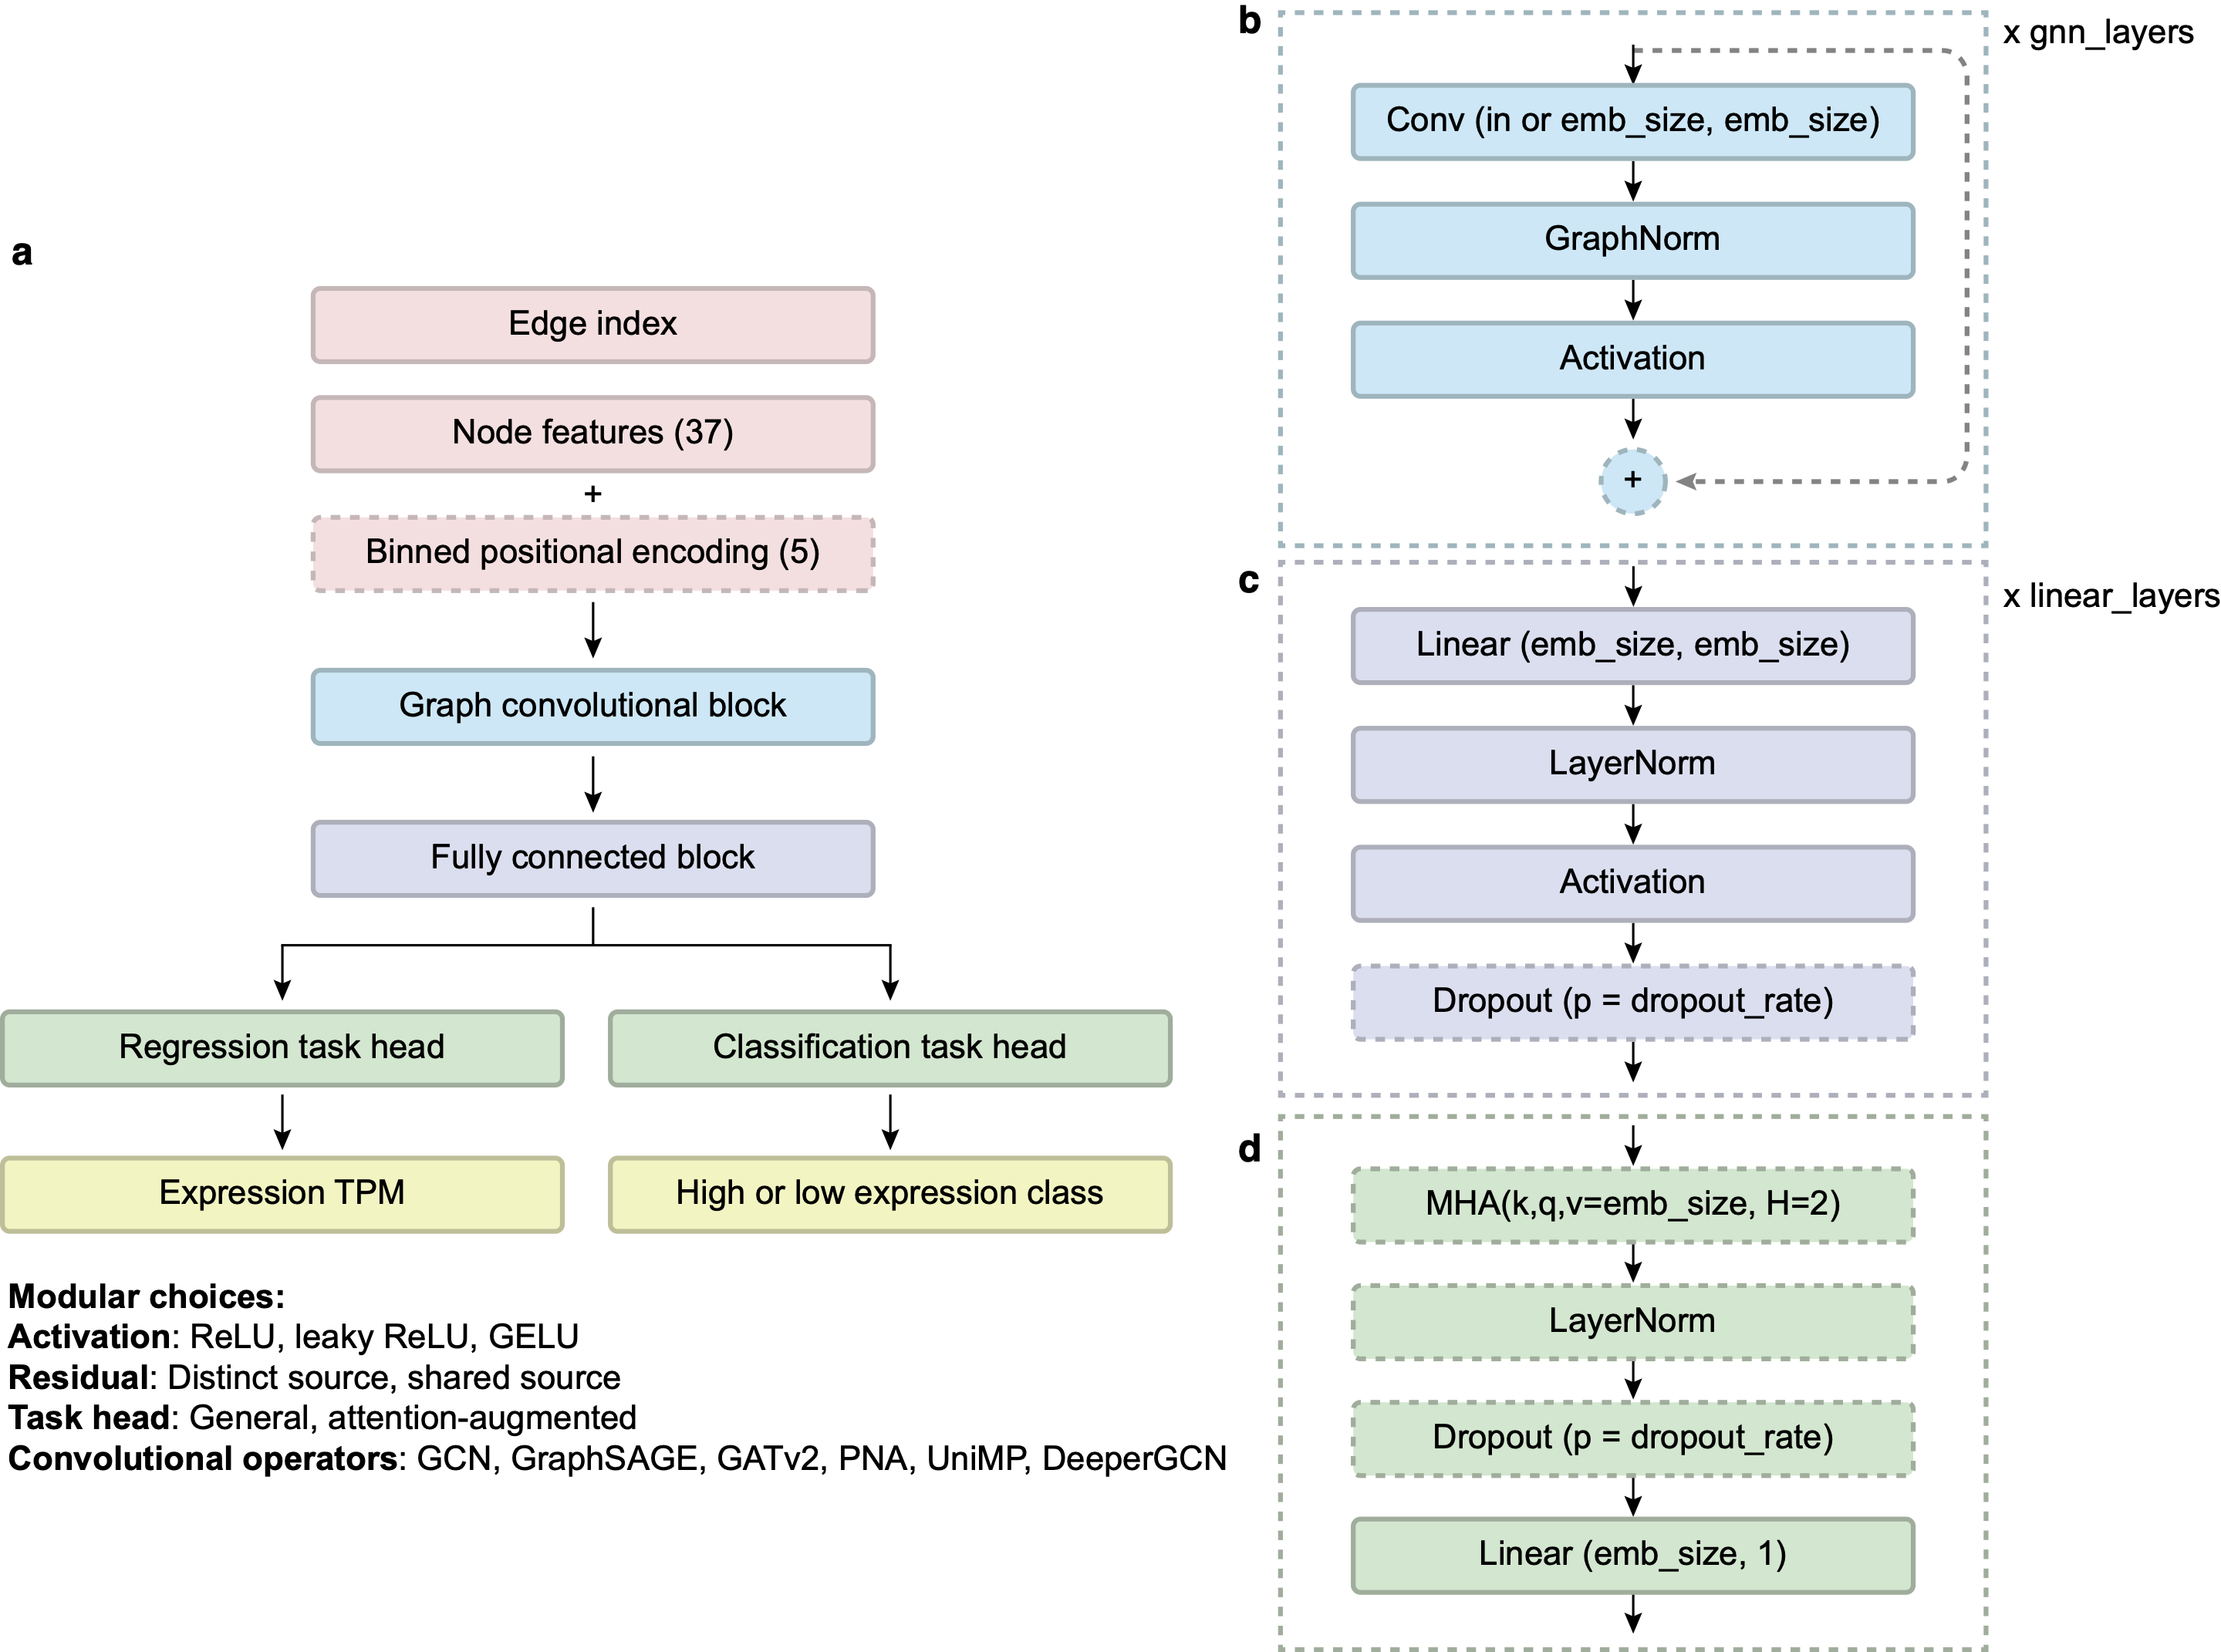 a
Edge index
Node features (37)
+
Binned positional encoding (5)
Graph convolutional block
Fully connected block
Regression task head
Classification task head
Expression TPM
High or low expression class
Modular choices:
Activation: ReLU, leaky ReLU, GELU
Residual: Distinct source, shared source
Task head: General, attention-augmented
Convolutional operators: GCN, GraphSAGE, GATv2, PNA, UniMP, DeeperGCN
b
x gnn_layers
Conv (in or emb_size, emb_size)
GraphNorm
Activation
+
c
x linear_layers
Linear (emb_size, emb_size)
LayerNorm
Activation
Dropout (p = dropout_rate)
d
MHA(k,q,v=emb_size, H=2)
LayerNorm
Dropout (p = dropout_rate)
Linear (emb_size, 1)